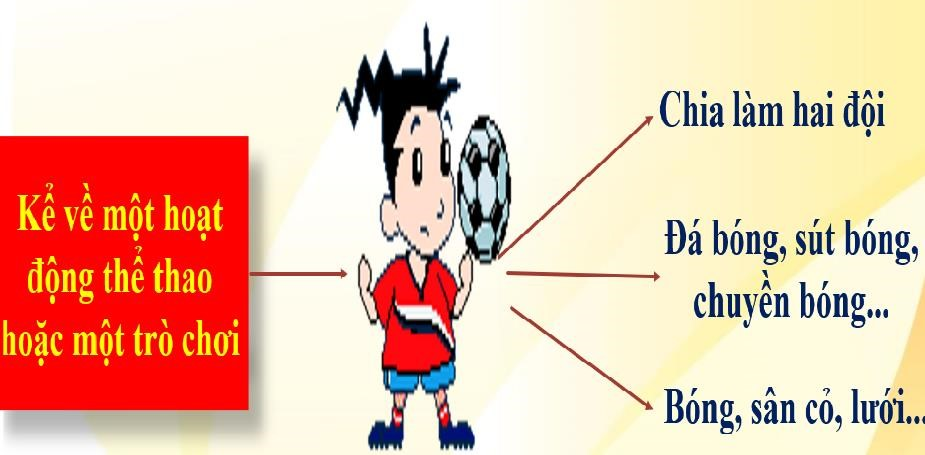 Kể về một hoạt
động thể thao
hoặc một trò chơi
Chia làm hai đội
Đá bóng, sút bóng,
chuyền bóng...
Bóng, sân cỏ, lưới...